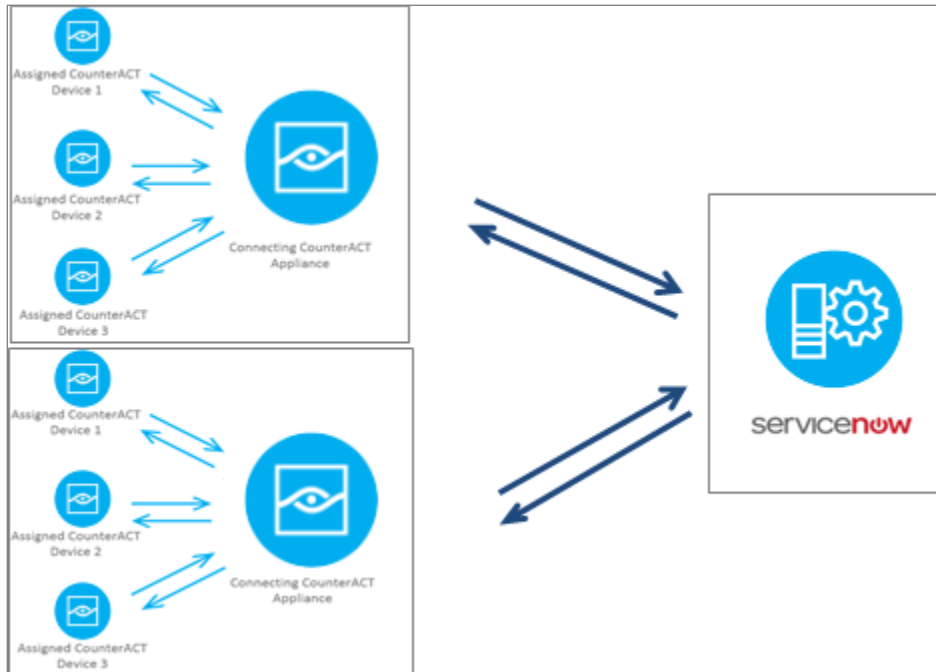 Assigned CounterACT
Device 1
Assigned CounterACT
Device 2
Connecting CounterACT
Appliance
Assigned CounterACT
Device 3
servicenow
Assigned CounterACT
Device 1
Assigned CounterACT
Device 2
Connecting CounterACT
Appliance
Assigned CounterACT
Device 3